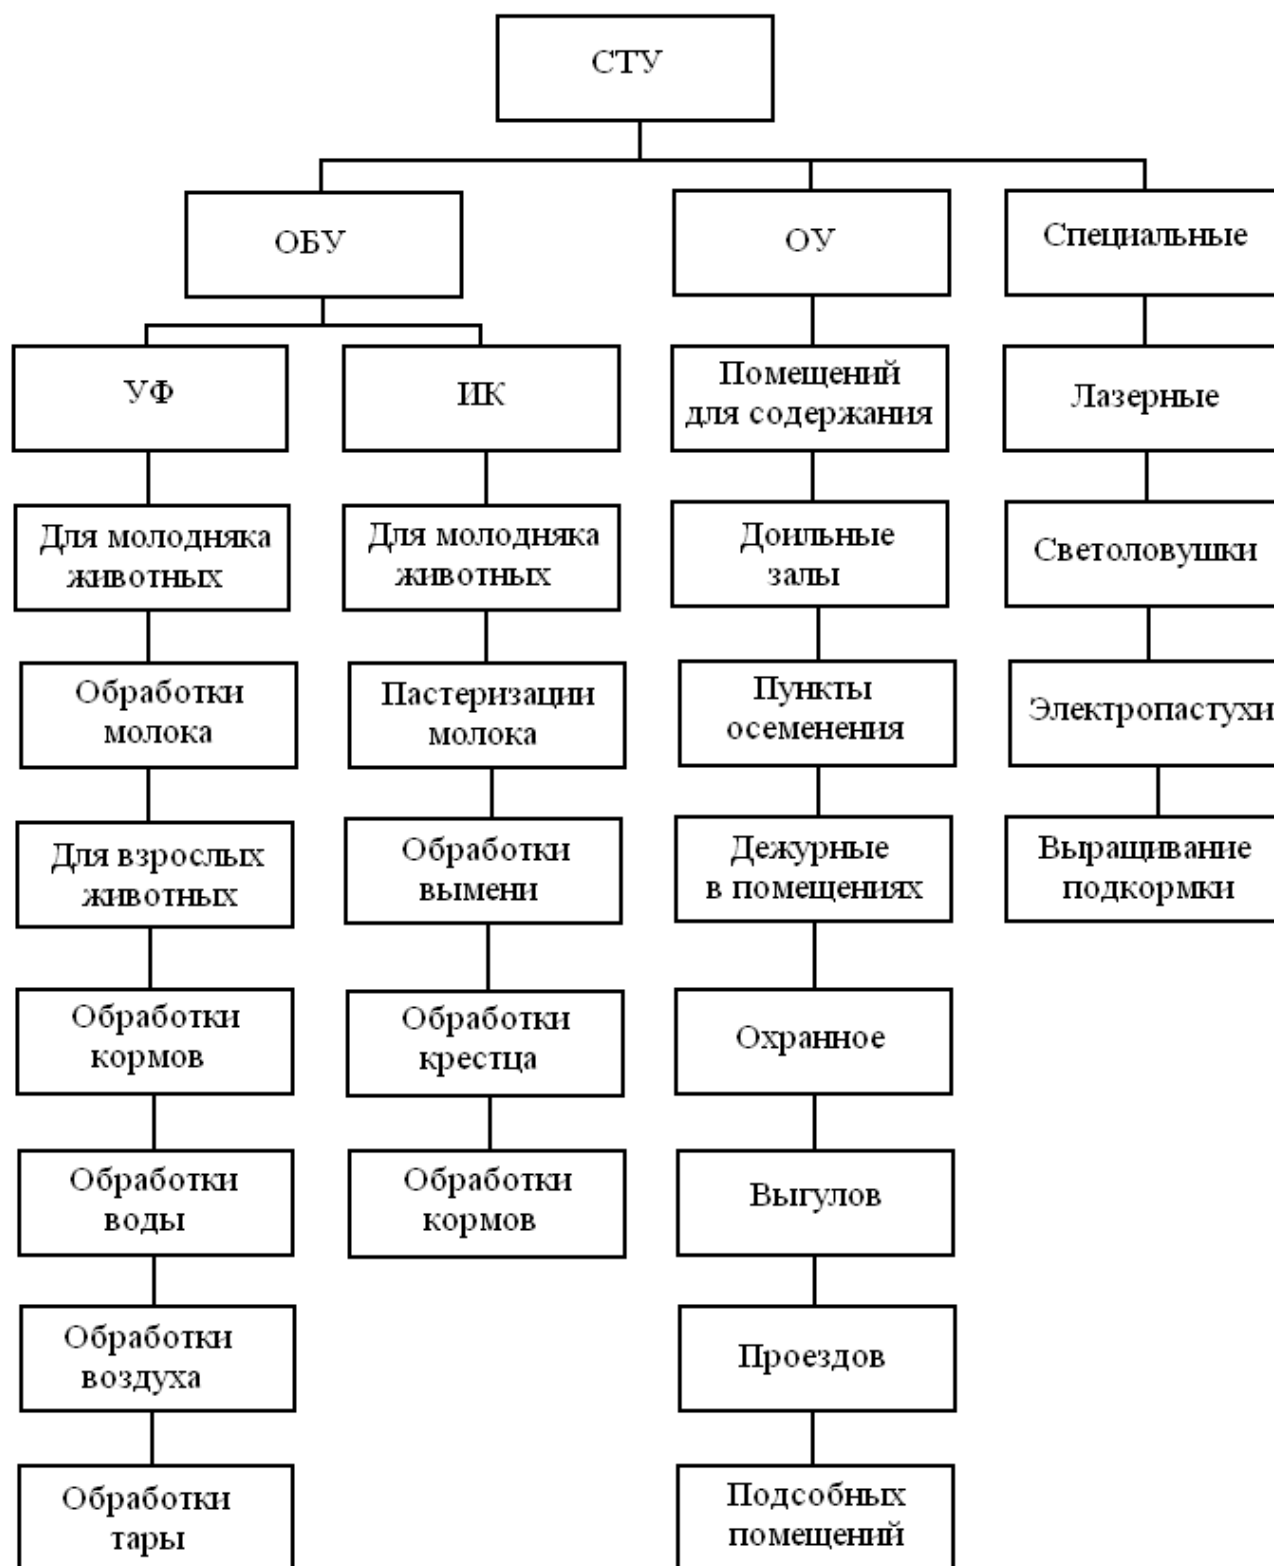 СТУ
ОБУ
ОУ
Специальные
УФ
ИК
Помещений
для содержания
Лазерные
Для молодняка
животных
Для молодняка
животных
Доильные
залы
Светоловушки
Обработки
молока
Пастеризации
молока
Пункты
осеменения
Электропастухи
Для взрослых
животных
Обработки
вымени
Дежурные
в помещениях
Выращивание
подкормки
Обработки
кормов
Обработки
крестца
Охранное
Обработки
воды
Обработки
кормов
Выгулов
Обработки
воздуха
Проездов
Обработки
тары
Подсобных
помещений